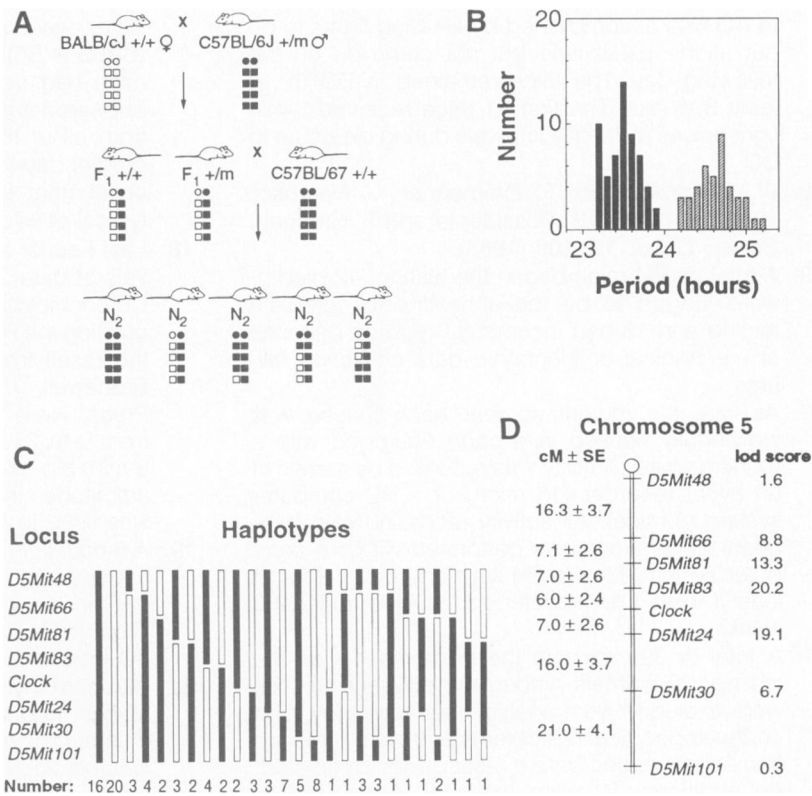 A
BALB/cJ +/+ ♀ x C57BL/6J +/m ♂
x
F1 +/+ F1 +/m C57BL/67 +/+
N2 N2 N2 N2 N2
B
Number
20
10
0
22 23 24 25
Period (hours)
C
Locus Haplotypes
D5Mit48
D5Mit66
D5Mit81
D5Mit83
Clock
D5Mit24
D5Mit30
D5Mit101
Number: 16 20 3 4 2 3 2 4 2 2 3 3 7 5 8 1 1 3 3 1 1 1 2 1 1 1
D
Chromosome 5
cM ± SE lod score
D5Mit48 1.6
16.3 ± 3.7
D5Mit66 8.8
7.1 ± 2.6
D5Mit81 13.3
7.0 ± 2.6
D5Mit83 20.2
6.0 ± 2.4
Clock
7.0 ± 2.6
D5Mit24 19.1
16.0 ± 3.7
D5Mit30 6.7
21.0 ± 4.1
D5Mit101 0.3